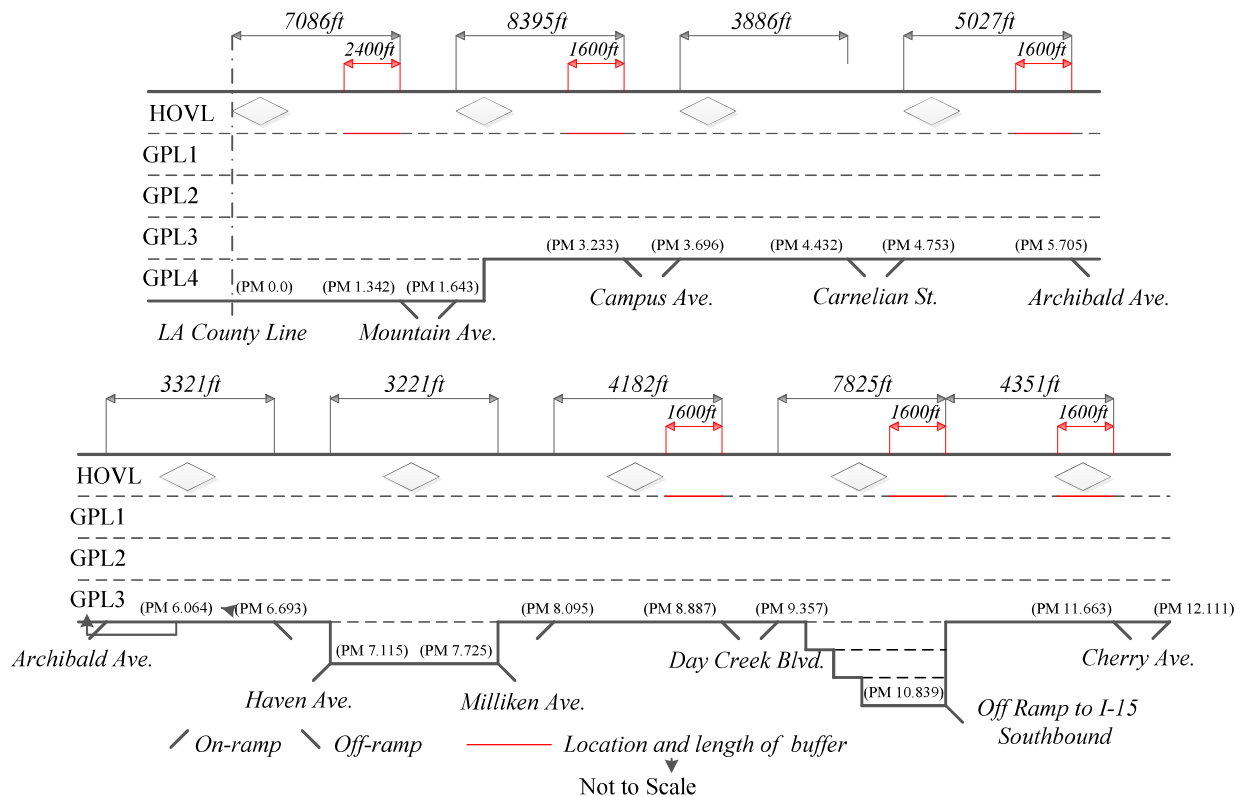 7086ft 8395ft 3886ft 5027ft
2400ft 1600ft 1600ft
HOVL
GPL1
GPL2
GPL3
(PM 3.233) (PM 3.696) (PM 4.432) (PM 4.753) (PM 5.705)
GPL4
(PM 0.0) (PM 1.342) (PM 1.643)
Campus Ave. Carnelian St. Archibald Ave.
LA County Line Mountain Ave.
3321ft 3221ft 4182ft 7825ft 4351ft
1600ft 1600ft 1600ft
HOVL
GPL1
GPL2
GPL3
(PM 6.064) (PM 6.693) (PM 8.095) (PM 8.887) (PM 9.357) (PM 11.663) (PM 12.111)
(PM 7.115) (PM 7.725)
Archibald Ave. Day Creek Blvd. Cherry Ave.
(PM 10.839)
Haven Ave. Milliken Ave.
Off Ramp to I-15
Southbound
On-ramp Off-ramp Location and length of buffer
Not to Scale